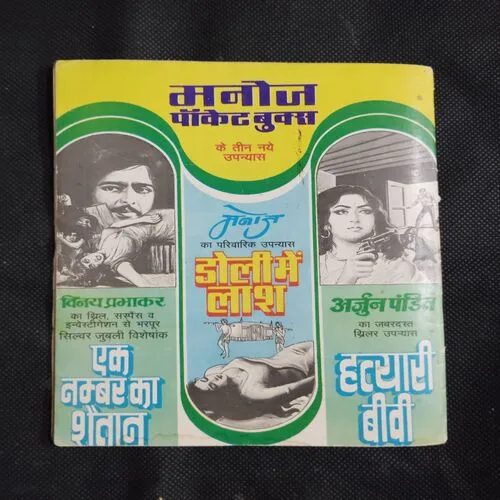 मनोज
पॉकेट बुक्स
के तीन नये
उपन्यास
विनय प्रभाकर
का थ्रिल, सस्पैंस व
इन्वेस्टीगेशन से भरपूर
सिल्वर जुबली विशेषांक
एक
नम्बर का
शैतान
मनोज
का परिवारिक उपन्यास
डोली में
लाश
अर्जुन पंडित
का जबरदस्त
थ्रिलर उपन्यास
हत्यारी
बीवी